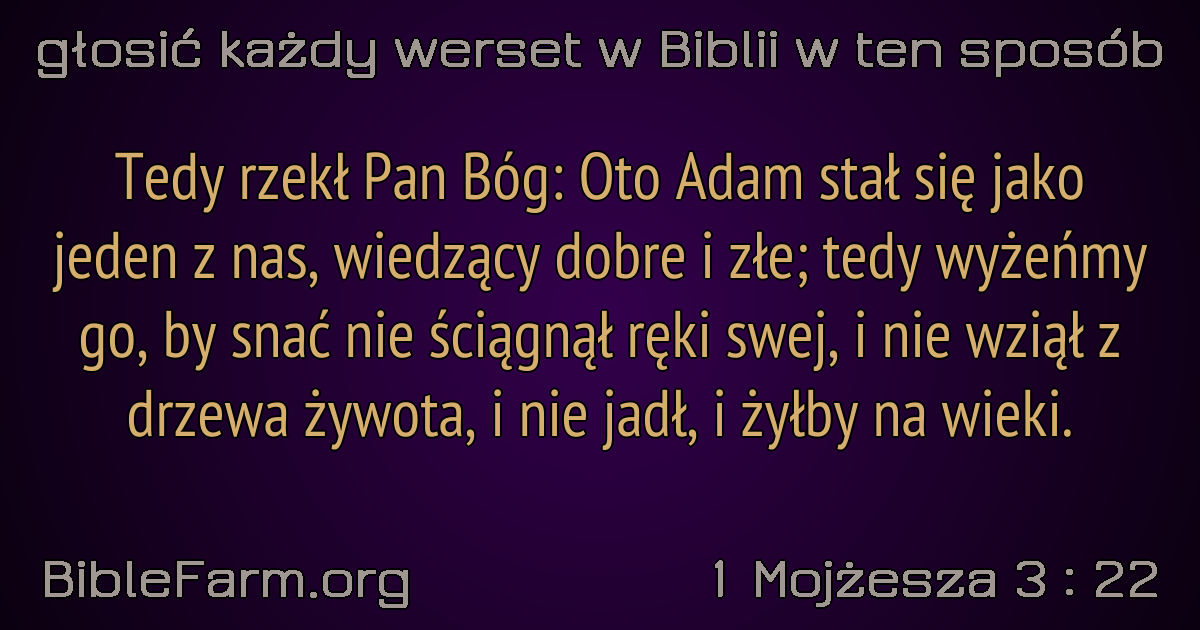 głosić każdy werset w Biblii w ten sposób
Tedy rzekł Pan Bóg: Oto Adam stał się jako
jeden z nas, wiedzący dobre i złe; tedy wyżeńmy
go, by snać nie ściągnął ręki swej, i nie wziął z
drzewa żywota, i nie jadł, i żyłby na wieki.
BibleFarm.org
1 Mojżesza 3 : 22